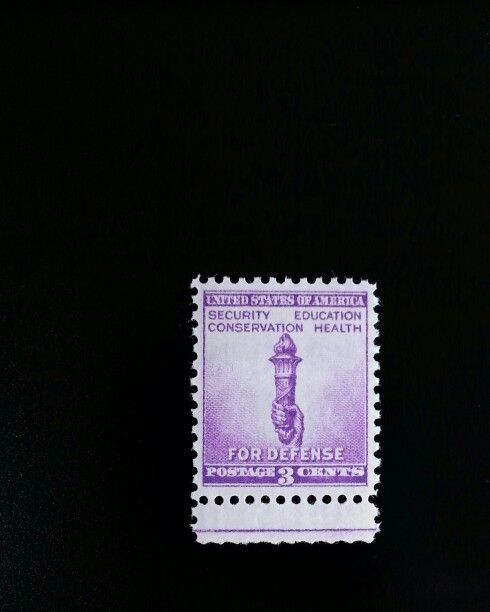 UNITED STATES OF AMERICA
SECURITY EDUCATION
CONSERVATION HEALTH
FOR DEFENSE
POSTAGE 3 CENTS